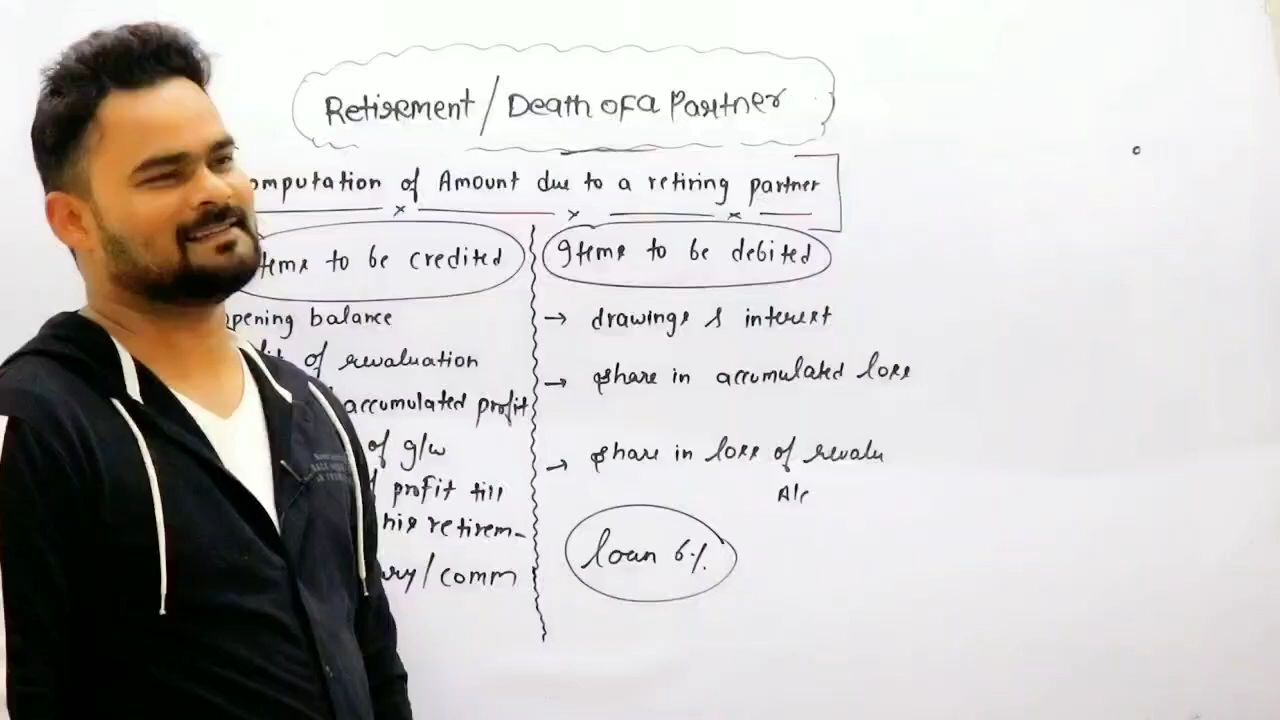 Retirement / Death of a Partner
omputation of Amount due to a retiring partner
tems to be credited
pening balance
of revaluation
accumulated profit
of g/w
profit till
his retirem-
ry/comm
Items to be debited
→ drawings & interest
→ share in accumulated loss
→ share in loss of revalu
A/c
loan 6%